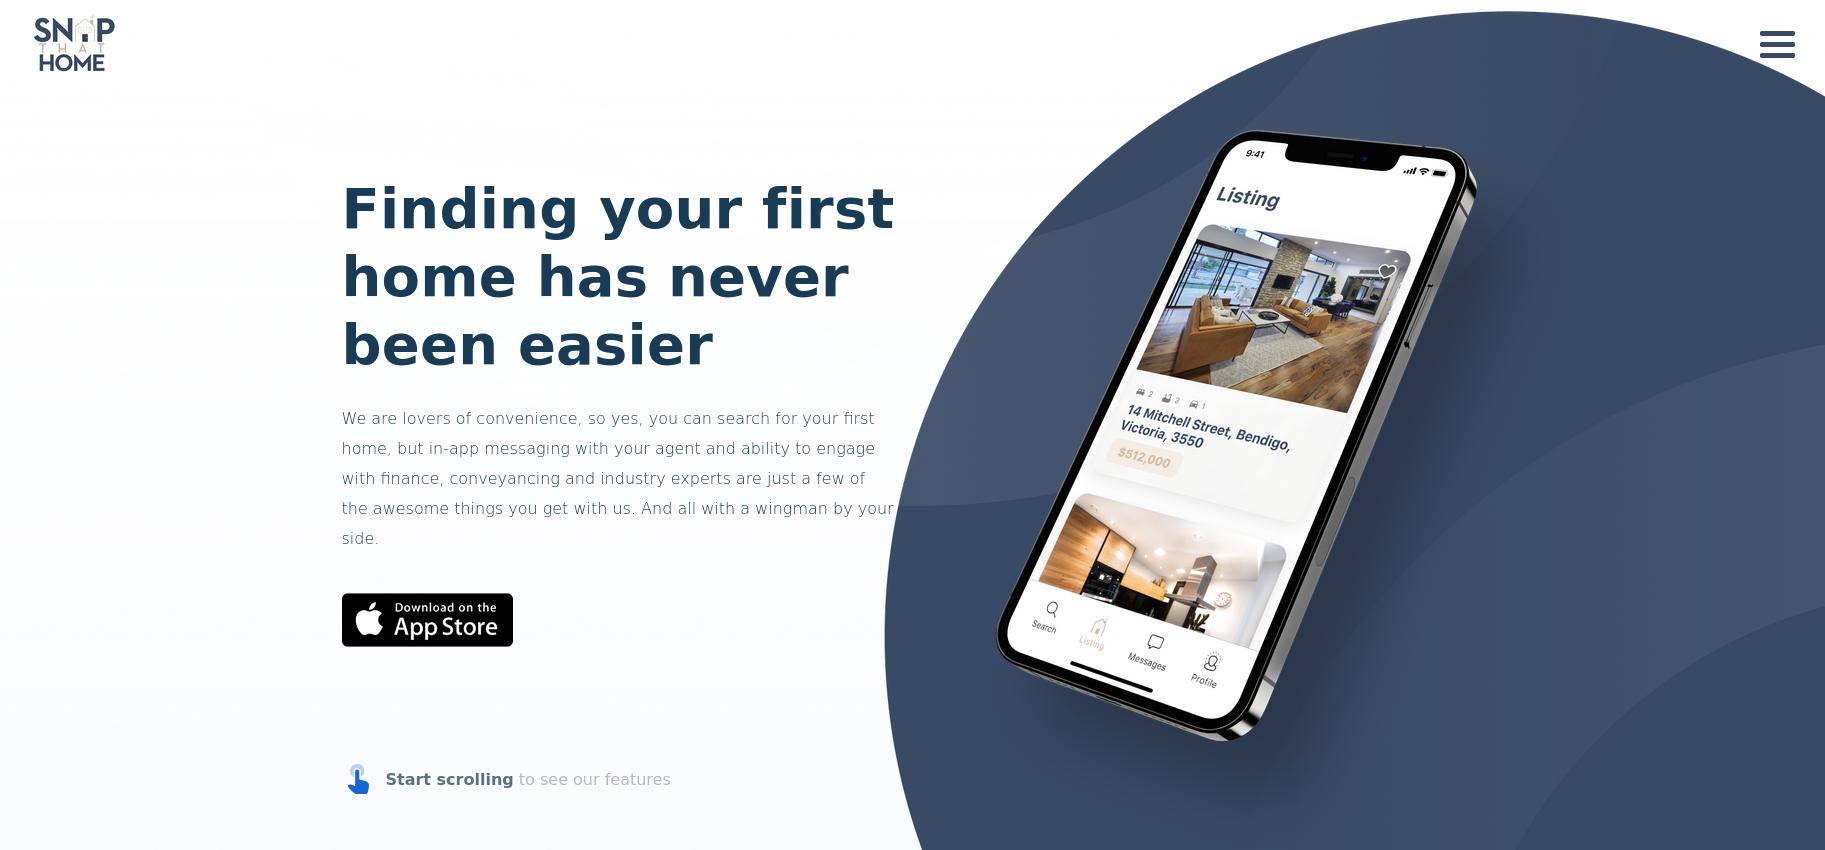 SNAP
THAT
HOME
Finding your first
home has never
been easier
We are lovers of convenience, so yes, you can search for your first
home, but in-app messaging with your agent and ability to engage
with finance, conveyancing and industry experts are just a few of
the awesome things you get with us. And all with a wingman by your
side.
Download on the
App Store
Start scrolling to see our features
9:41
Listing
2 3 1
14 Mitchell Street, Bendigo,
Victoria, 3550
$512,000
Search
Listing
Messages
Profile